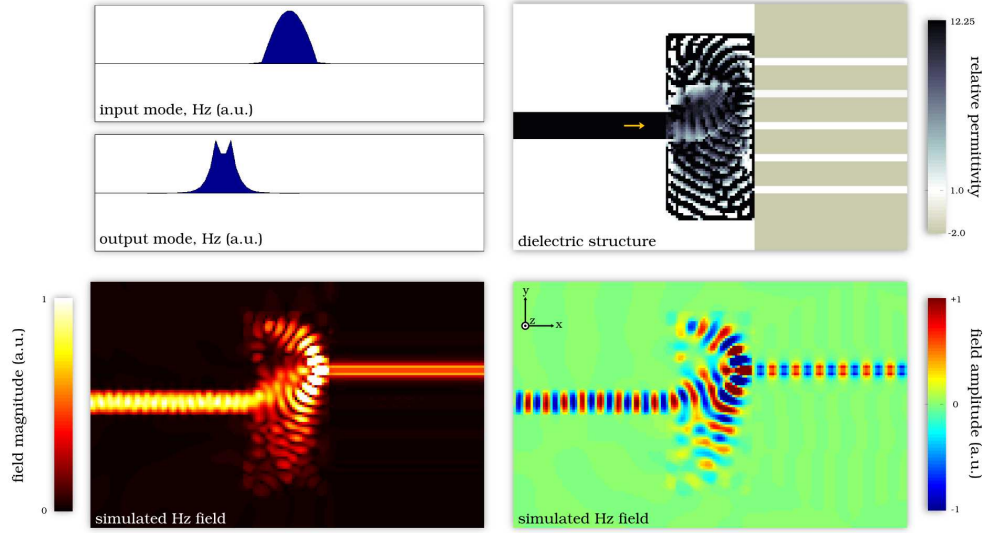 input mode, Hz (a.u.)
output mode, Hz (a.u.)
dielectric structure
12.25
1.0
-2.0
relative permittivity
field magnitude (a.u.)
1
0
simulated Hz field
y
z
x
simulated Hz field
+1
0
-1
field amplitude (a.u.)